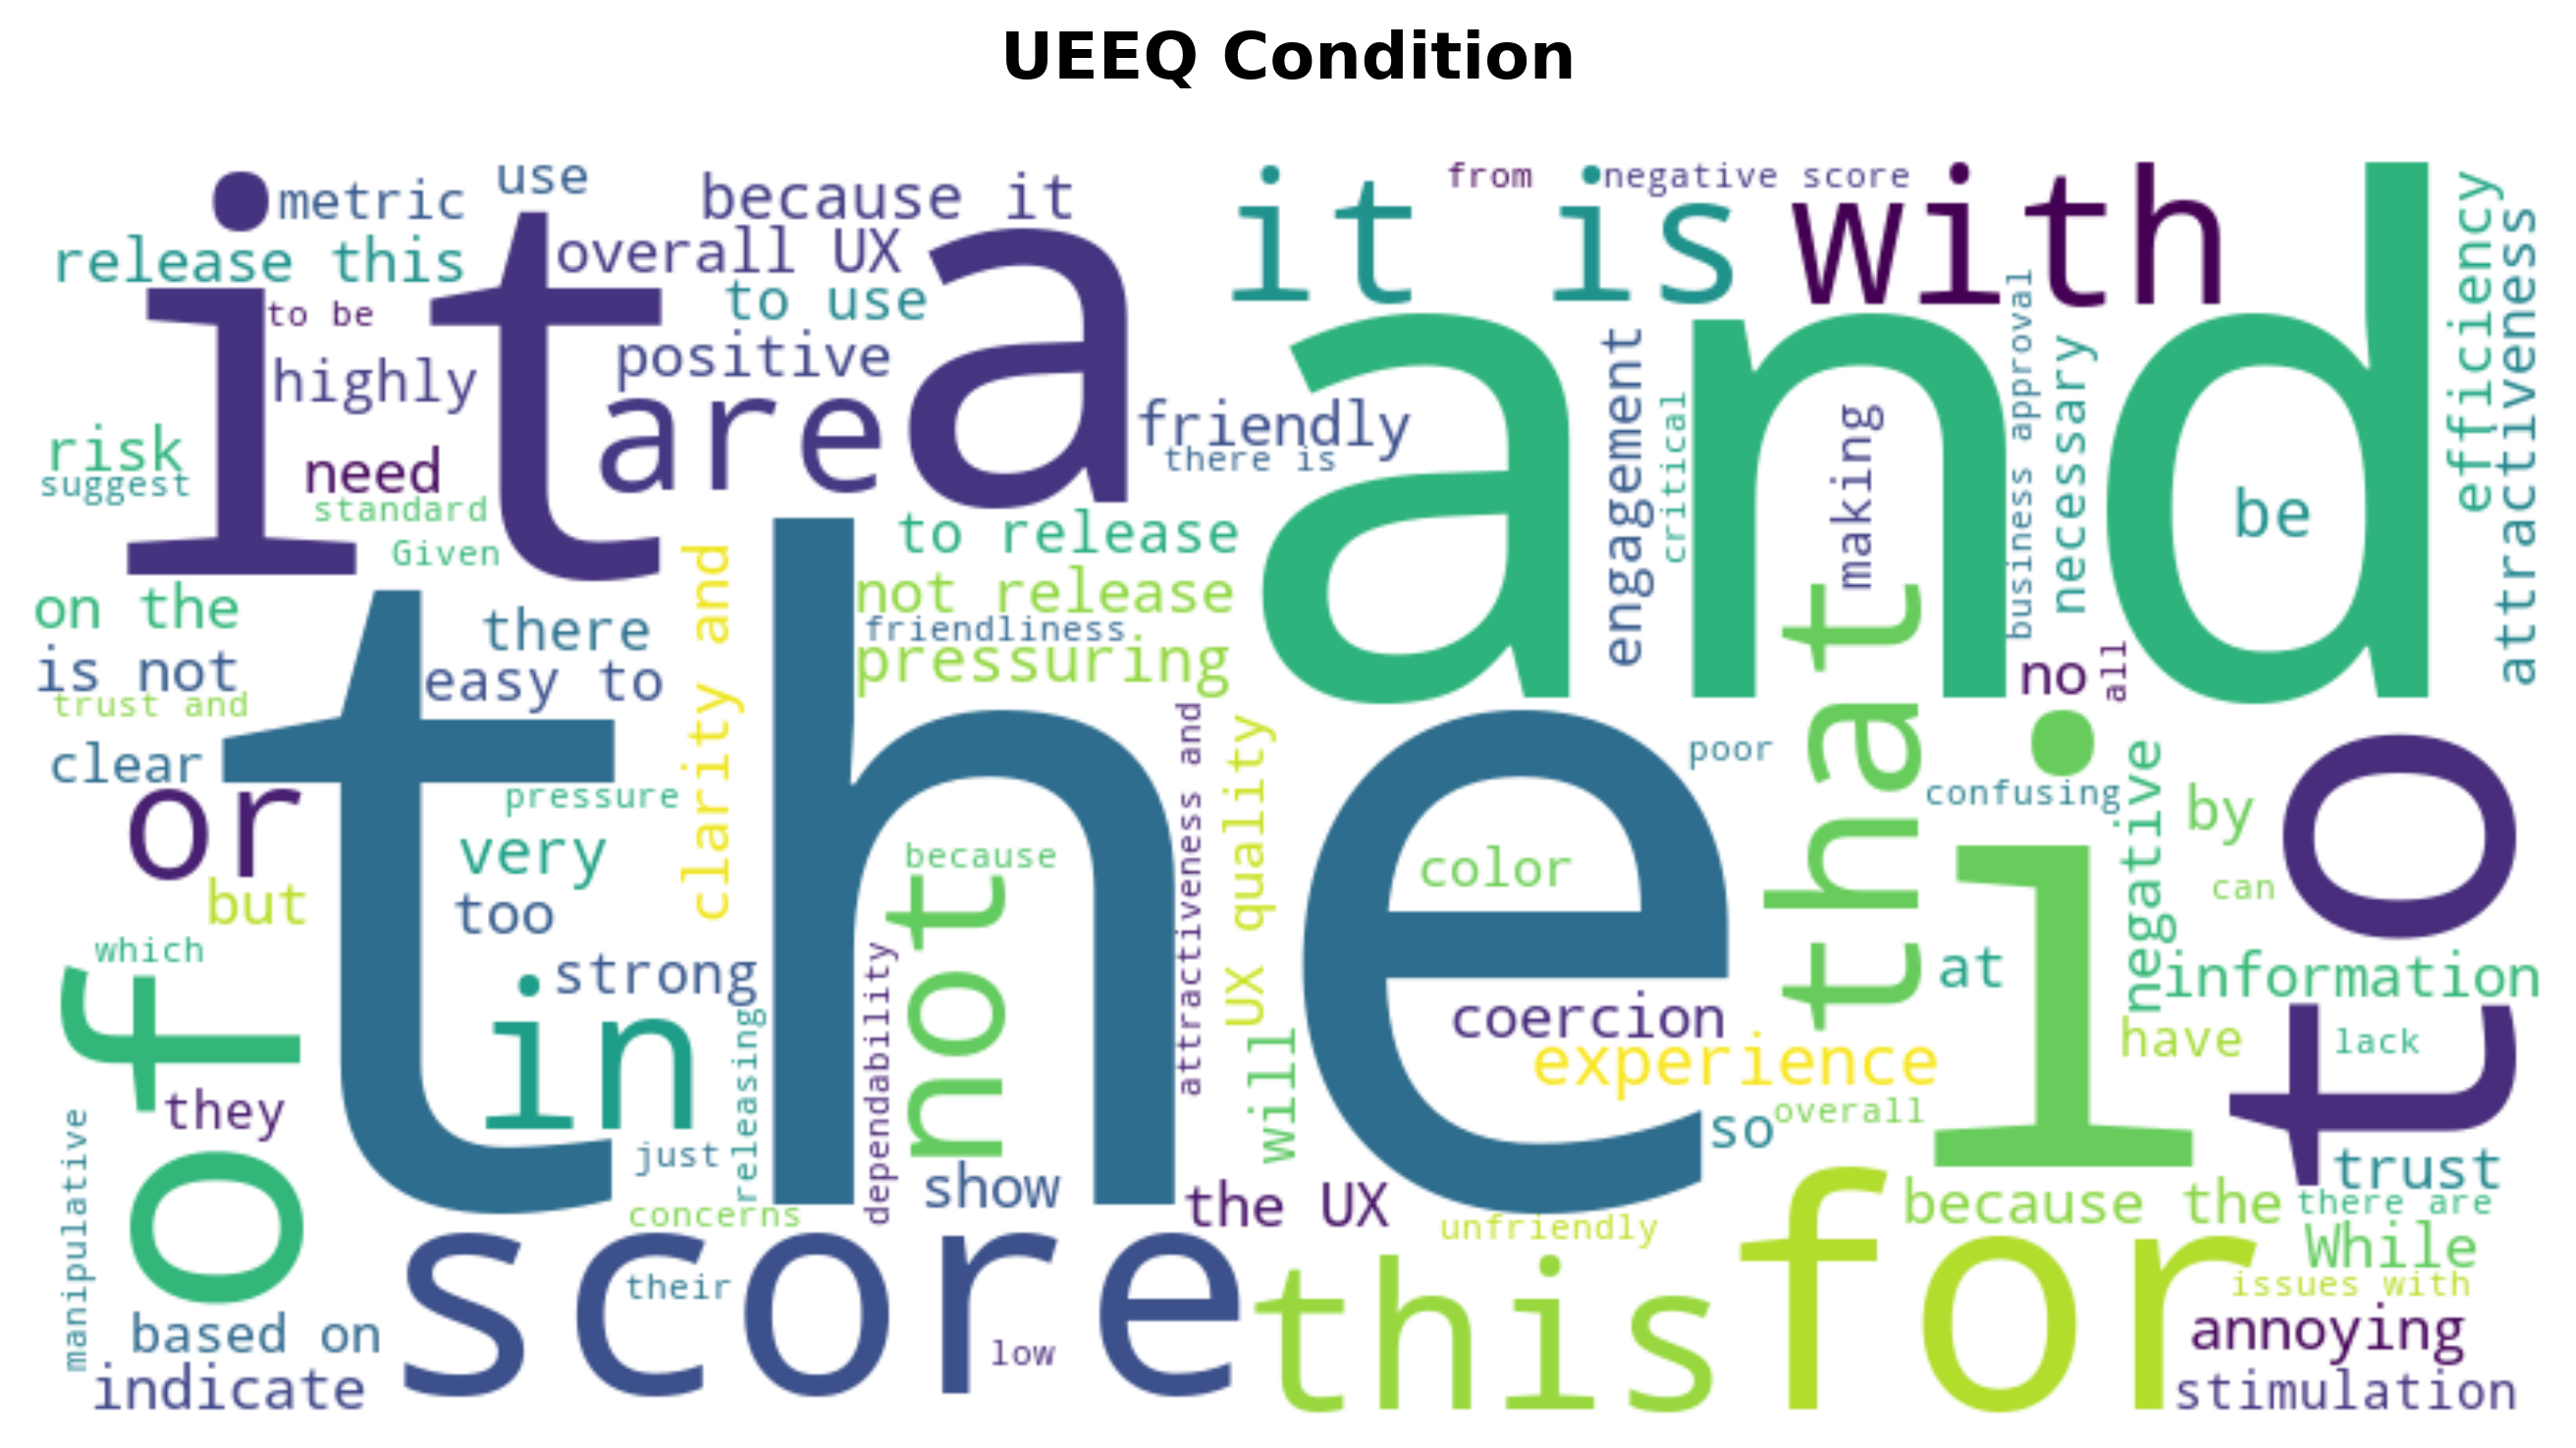 UEEQ Condition
metric
use
because it
it is
from
negative score
with
release this
overall UX
to be
to use
it
a
and
highly
positive
are
friendly
there is
risk
suggest
need
standard
Given
to release
not release
friendliness
pressuring
engagement
critical
making
business approval
necessary
be
efficiency
attractiveness
on the
is not
trust and
there
easy to
clarity and
the
that
no
all
clear
or
but
pressure
very
too
because
not
attractiveness and
UX quality
color
poor
confusing
i
negative
by
can
to
which
of
in
strong
releasing
dependability
coercion
experience
at
information
have
lack
they
manipulative
just
show
will
so
overall
the UX
trust
because the
there are
While
concerns
score
their
low
unfriendly
this
for
issues with
annoying
stimulation
based on
indicate